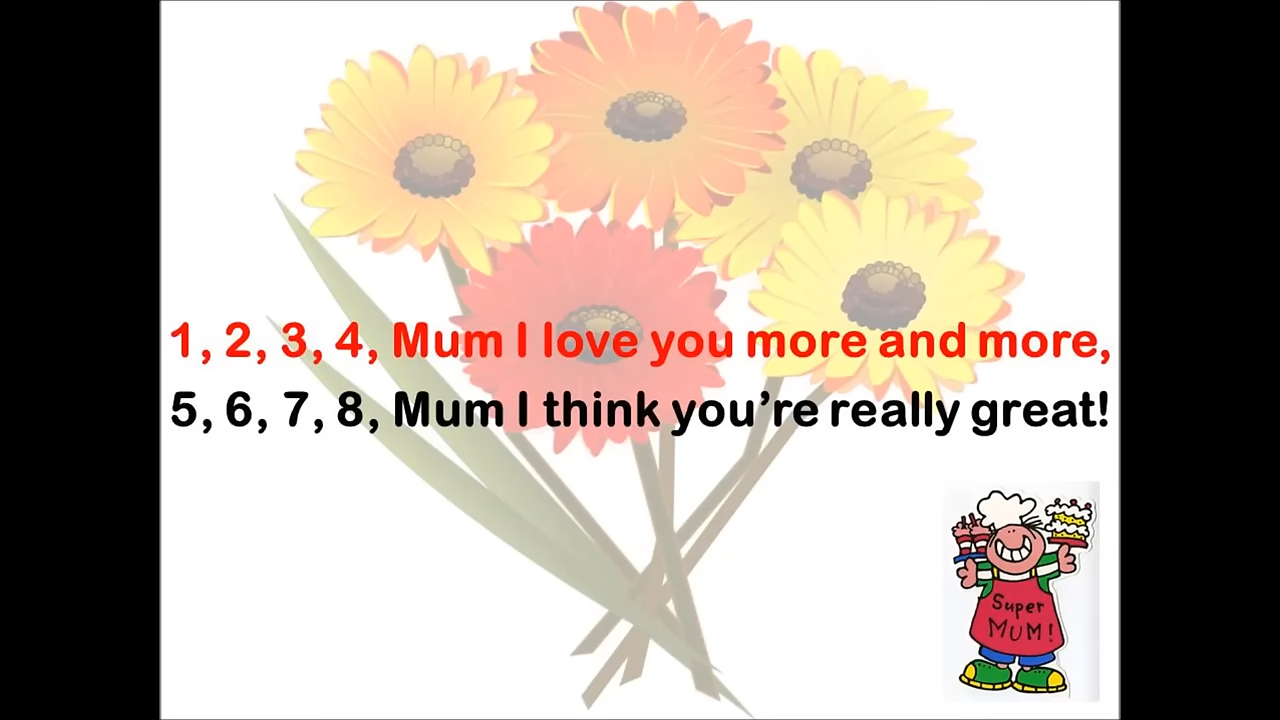 1, 2, 3, 4, Mum I love you more and more,
5, 6, 7, 8, Mum I think you’re really great!
Super
MUM!